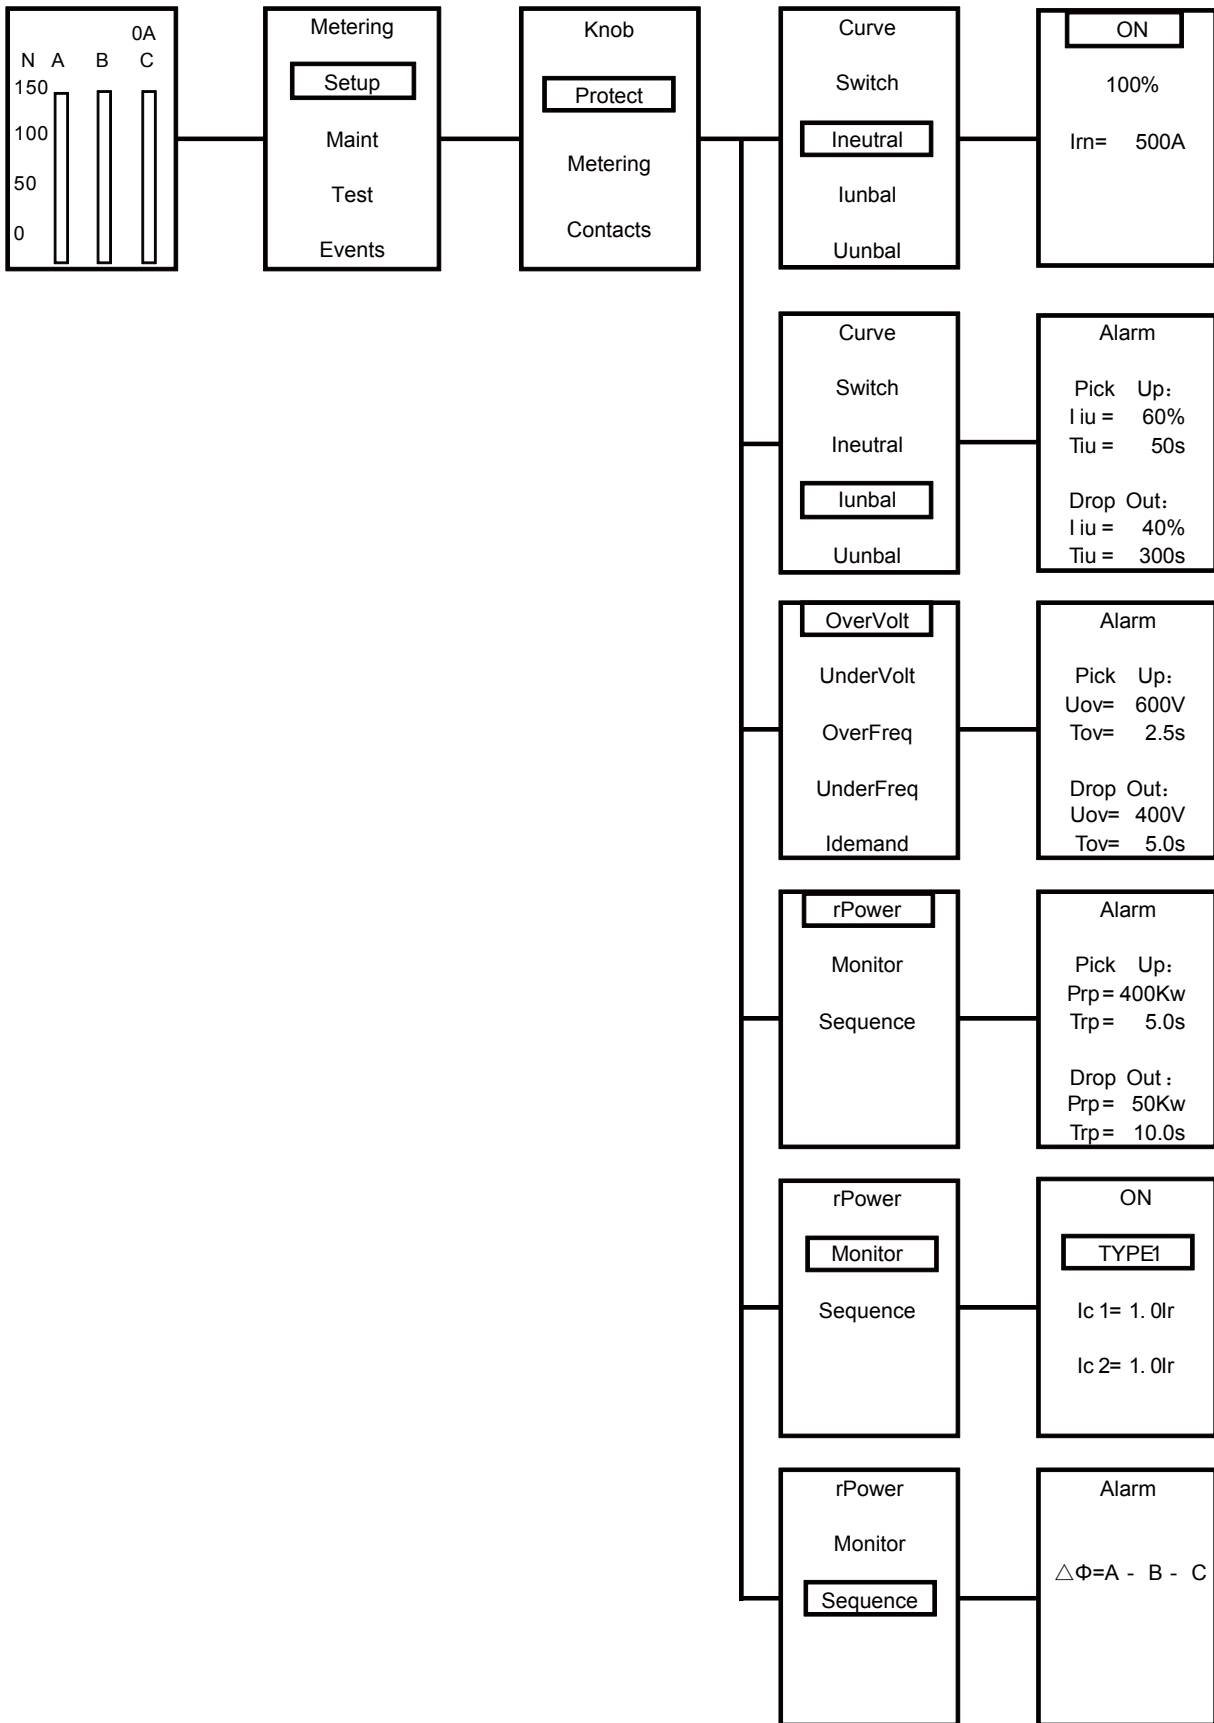 0A
N A B C
150
100
50
0
Metering
Setup
Maint
Test
Events
Knob
Protect
Metering
Contacts
Curve
Switch
Ineutral
Iunbal
Uunbal
ON
100%
Irn= 500A
Curve
Switch
Ineutral
Iunbal
Uunbal
Alarm
Pick Up：
I iu = 60%
Tiu = 50s
Drop Out：
I iu = 40%
Tiu = 300s
OverVolt
UnderVolt
OverFreq
UnderFreq
Idemand
Alarm
Pick Up：
Uov= 600V
Tov= 2.5s
Drop Out：
Uov= 400V
Tov= 5.0s
rPower
Monitor
Sequence
Alarm
Pick Up：
Prp = 400Kw
Trp = 5.0s
Drop Out：
Prp = 50Kw
Trp = 10.0s
rPower
Monitor
Sequence
ON
TYPE1
Ic 1= 1. 0Ir
Ic 2= 1. 0Ir
rPower
Monitor
Sequence
Alarm
△Φ=A - B - C